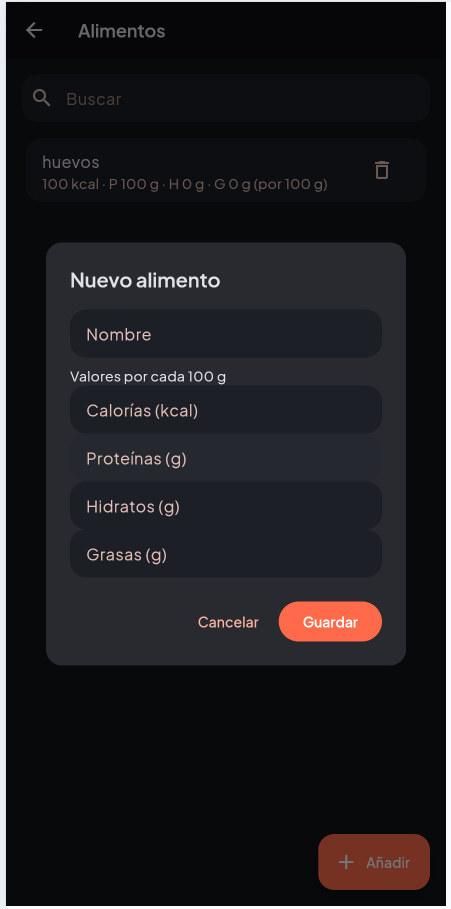 Alimentos
Buscar
huevos
100 kcal · P 100 g · H 0 g · G 0 g (por 100 g)
Nuevo alimento
Nombre
Valores por cada 100 g
Calorías (kcal)
Proteínas (g)
Hidratos (g)
Grasas (g)
Cancelar
Guardar
Añadir